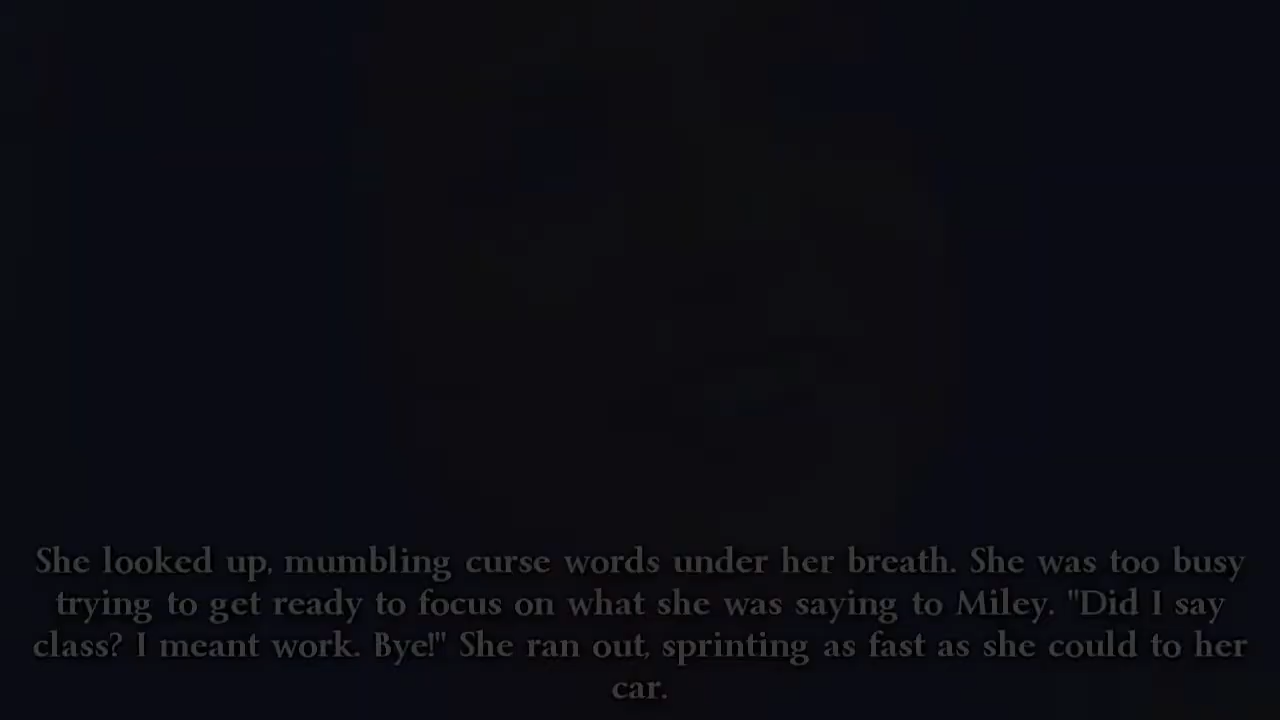 She looked up, mumbling curse words under her breath. She was too busy
trying to get ready to focus on what she was saying to Miley. "Did I say
class? I meant work. Bye!" She ran out, sprinting as fast as she could to her
car.